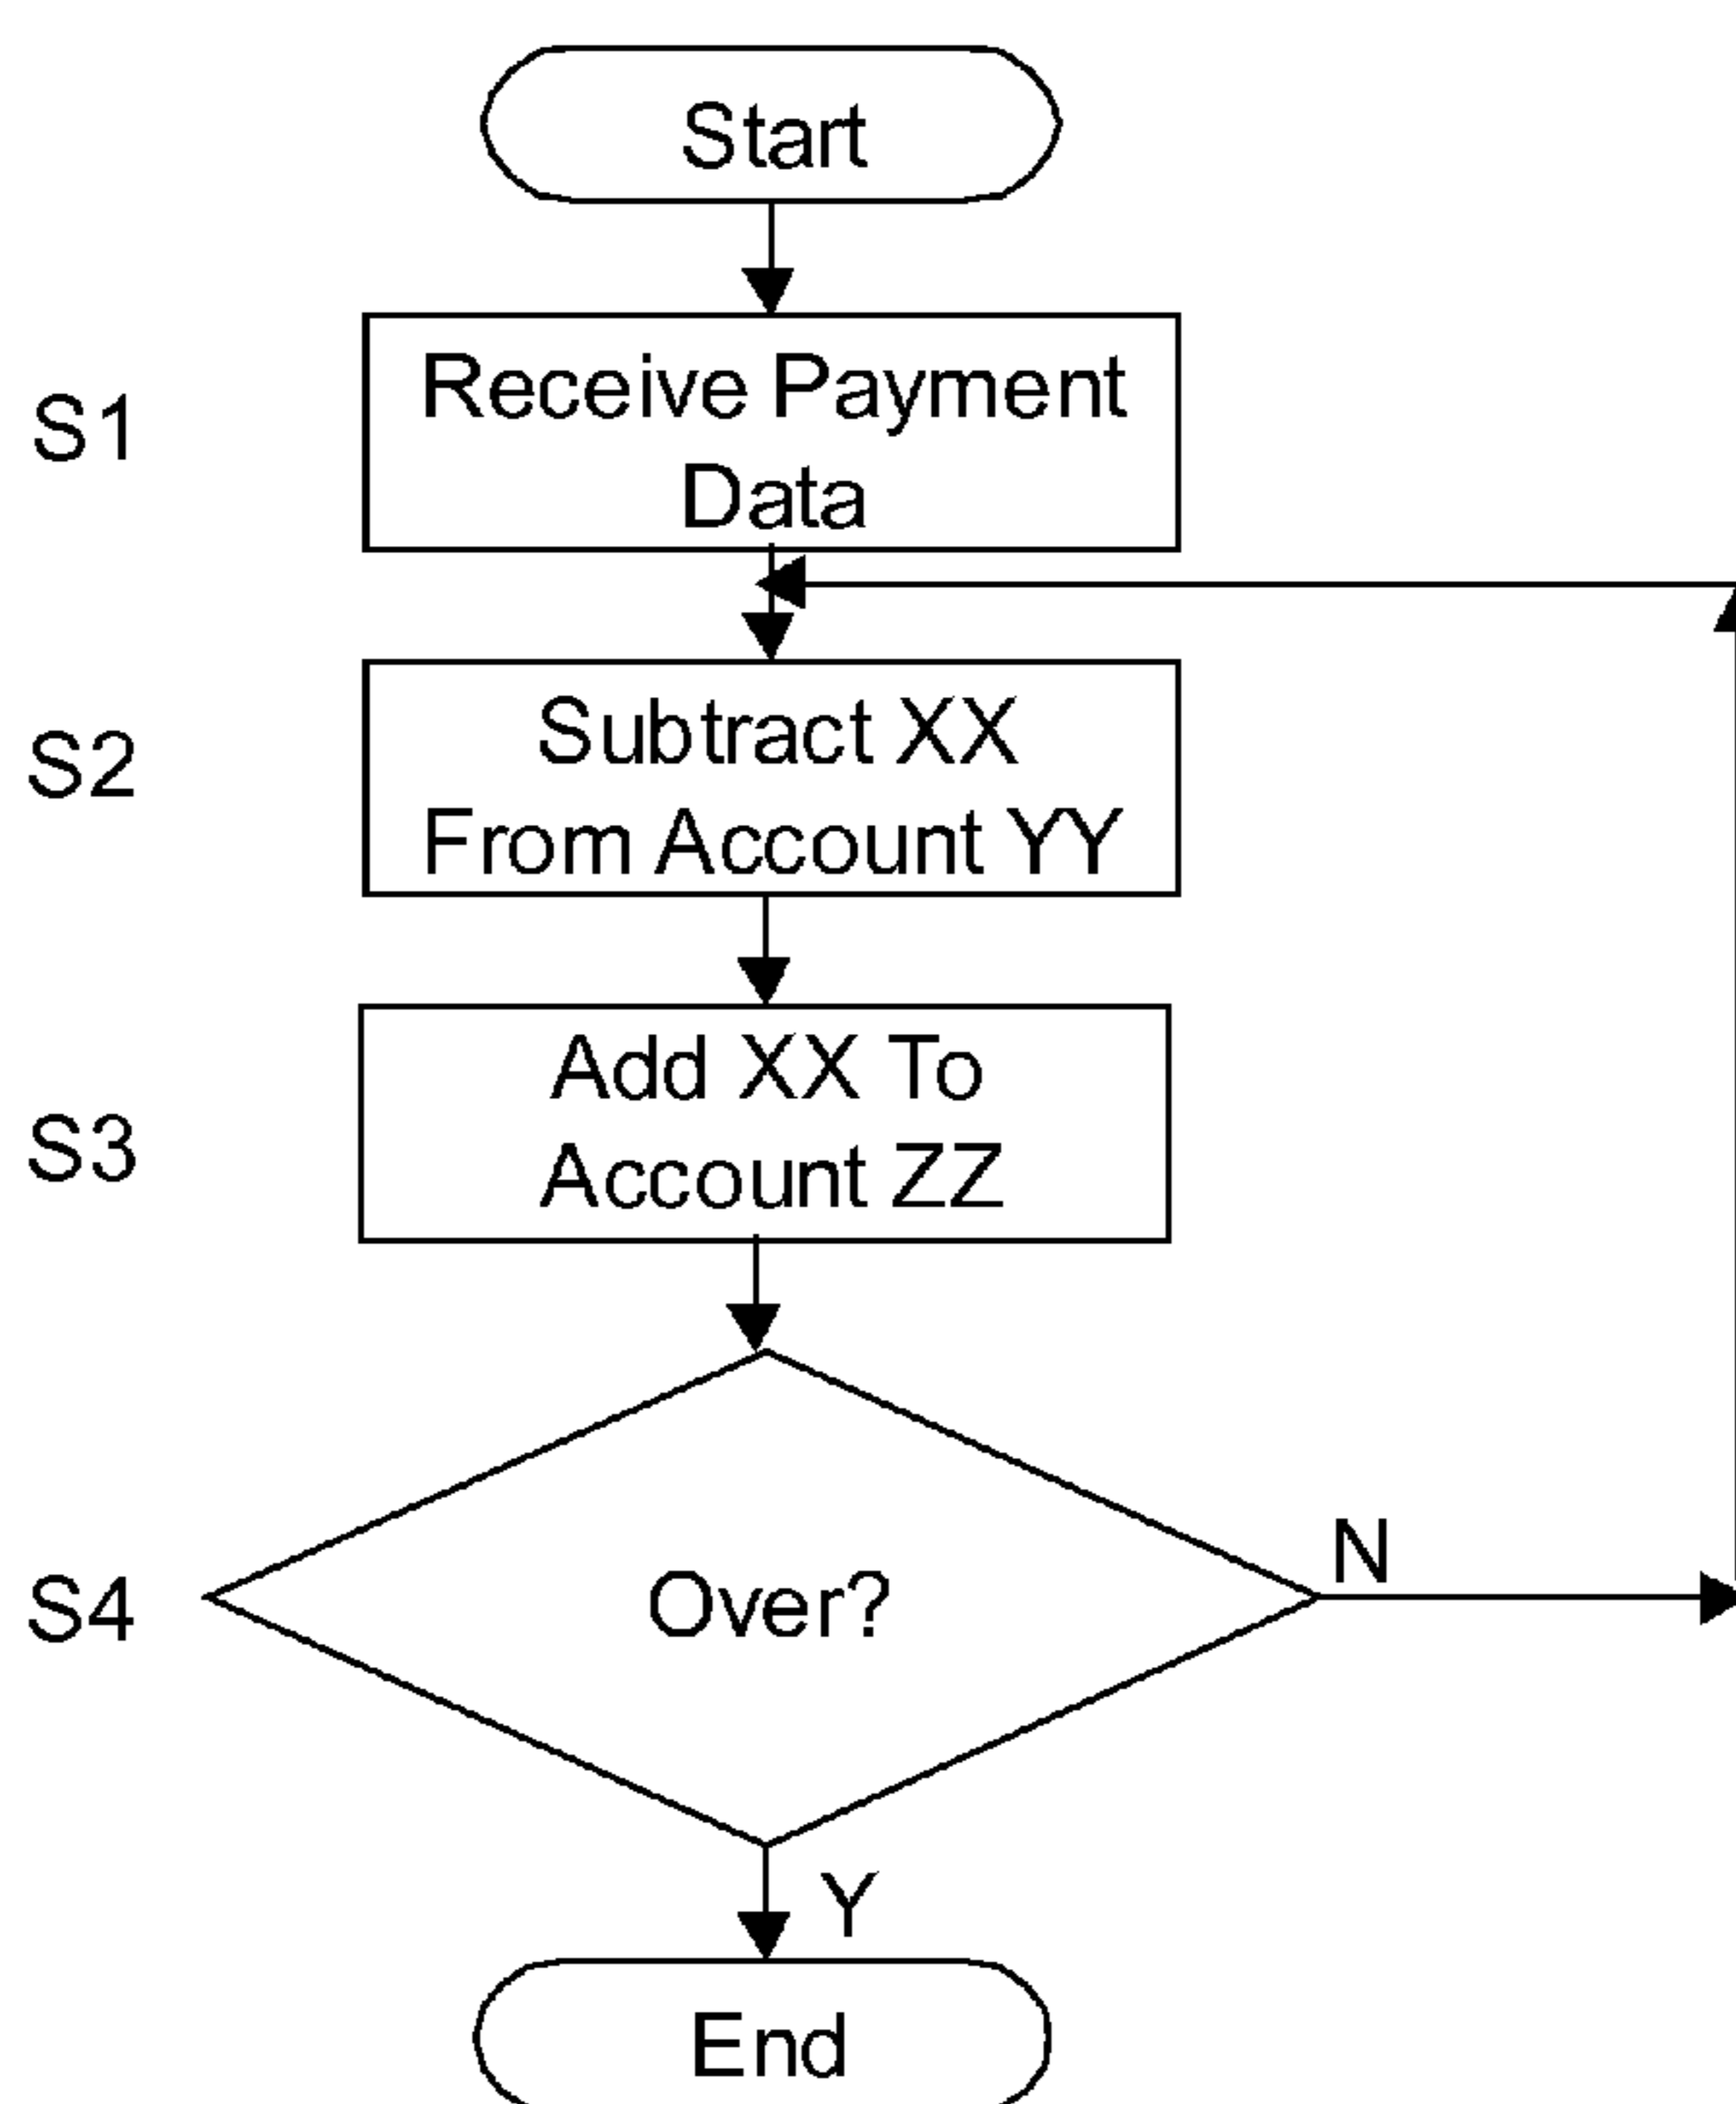 Start
S1
Receive Payment
Data
S2
Subtract XX
From Account YY
S3
Add XX To
Account ZZ
S4
Over?
N
Y
End